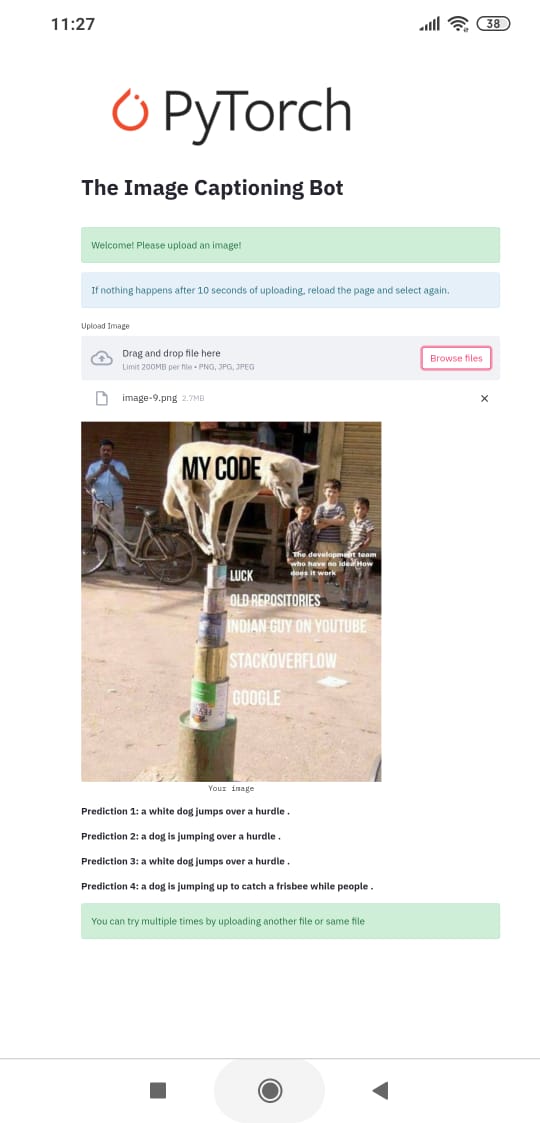 11:27
38
PyTorch
The Image Captioning Bot
Welcome! Please upload an image!
If nothing happens after 10 seconds of uploading, reload the page and select again.
Upload Image
Drag and drop file here
Limit 200MB per file • PNG, JPG, JPEG
Browse files
image-9.png 2.7MB
MY CODE
The development team
who have no idea How
does it work
LUCK
OLD REPOSITORIES
INDIAN GUY ON YOUTUBE
STACKOVERFLOW
GOOGLE
Your image
Prediction 1: a white dog jumps over a hurdle .
Prediction 2: a dog is jumping over a hurdle .
Prediction 3: a white dog jumps over a hurdle .
Prediction 4: a dog is jumping up to catch a frisbee while people .
You can try multiple times by uploading another file or same file